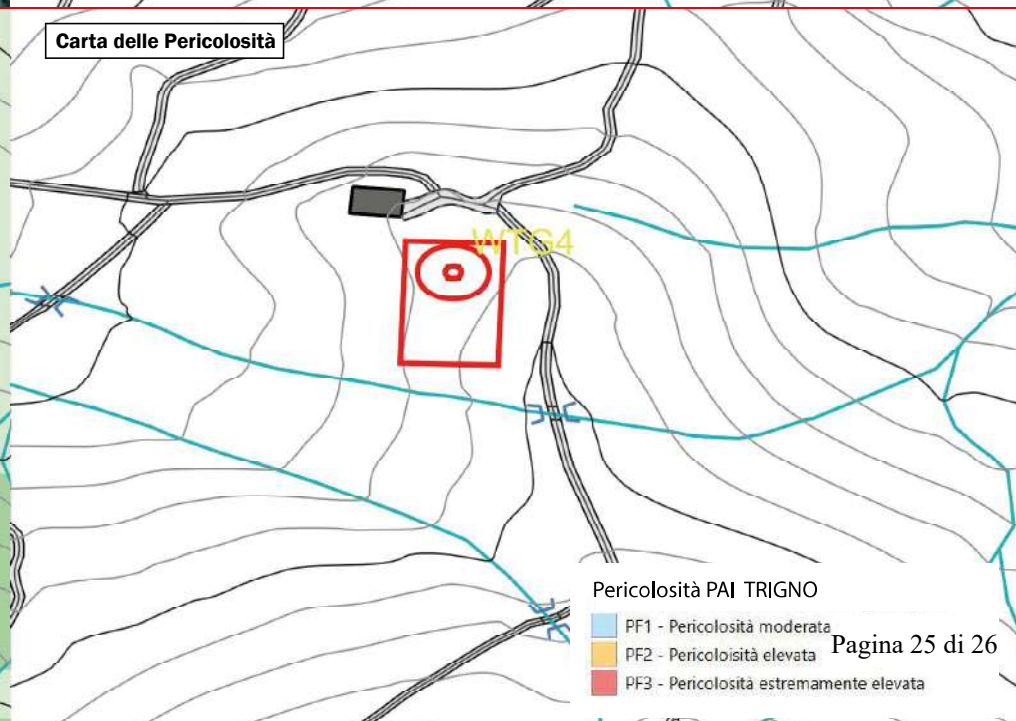 Carta delle Pericolosità
WTG4
Pericolosità PAI TRIGNO
PF1 - Pericolosità moderata
PF2 - Pericoloisità elevata
Pagina 25 di 26
PF3 - Pericolosità estremamente elevata